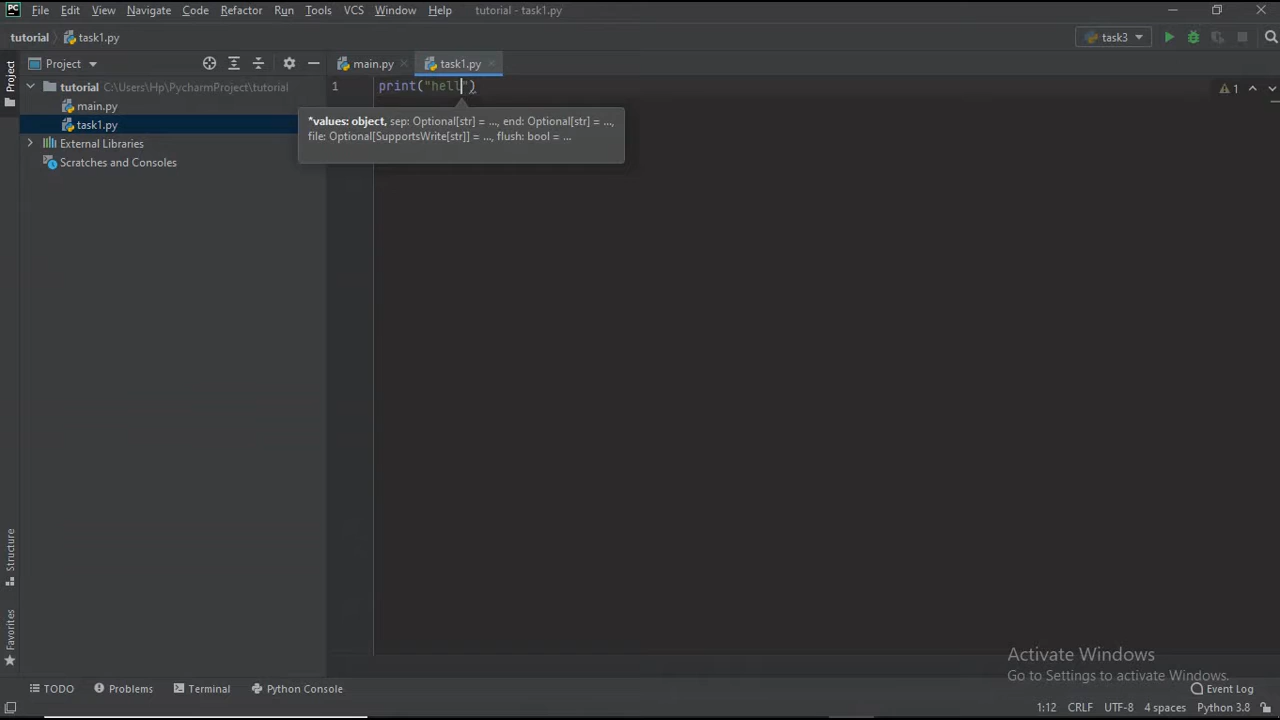 PC File Edit View Navigate Code Refactor Run Tools VCS Window Help tutorial - task1.py
tutorial task1.py task3
Project main.py task1.py
tutorial C:\Users\Hp\PycharmProject\tutorial
main.py
task1.py
External Libraries
Scratches and Consoles
1 print("hell")
1
*values: object, sep: Optional[str] = ..., end: Optional[str] = ...,
file: Optional[SupportsWrite[str]] = ..., flush: bool = ...
Project
Structure
Favorites
Activate Windows
Go to Settings to activate Windows.
TODO Problems Terminal Python Console Event Log
1:12 CRLF UTF-8 4 spaces Python 3.8